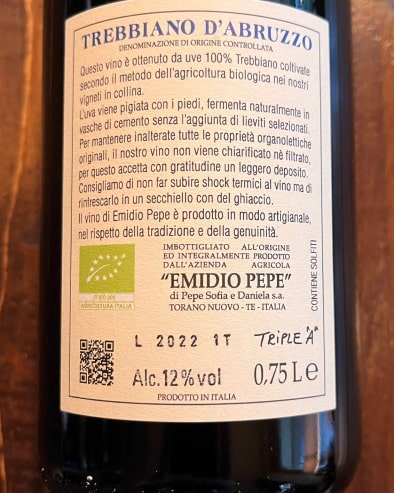 TREBBIANO D'ABRUZZO
DENOMINAZIONE DI ORIGINE CONTROLLATA
Questo vino è ottenuto da uve 100% Trebbiano coltivate
secondo il metodo dell'agricoltura biologica nei nostri
vigneti in collina.
L'uva viene pigiata con i piedi, fermenta naturalmente in
vasche di cemento senza l'aggiunta di lieviti selezionati.
Per mantenere inalterate tutte le proprietà organolettiche
originali, il nostro vino non viene chiarificato nè filtrato,
per questo accetta con gratitudine un leggero deposito.
Consigliamo di non far subire shock termici al vino ma di
rinfrescarlo in un secchiello con del ghiaccio.
Il vino di Emidio Pepe è prodotto in modo artigianale,
nel rispetto della tradizione e della genuinità.
IMBOTTIGLIATO ALL'ORIGINE
ED INTEGRALMENTE PRODOTTO
DALL'AZIENDA AGRICOLA
"EMIDIO PEPE"
di Pepe Sofia e Daniela s.a.
TORANO NUOVO - TE - ITALIA
CONTIENE SOLFITI
AGRICOLTURA ITALIA
L 2022 1T TRIPLE "A"
Alc.12%vol 0,75 L e
PRODOTTO IN ITALIA